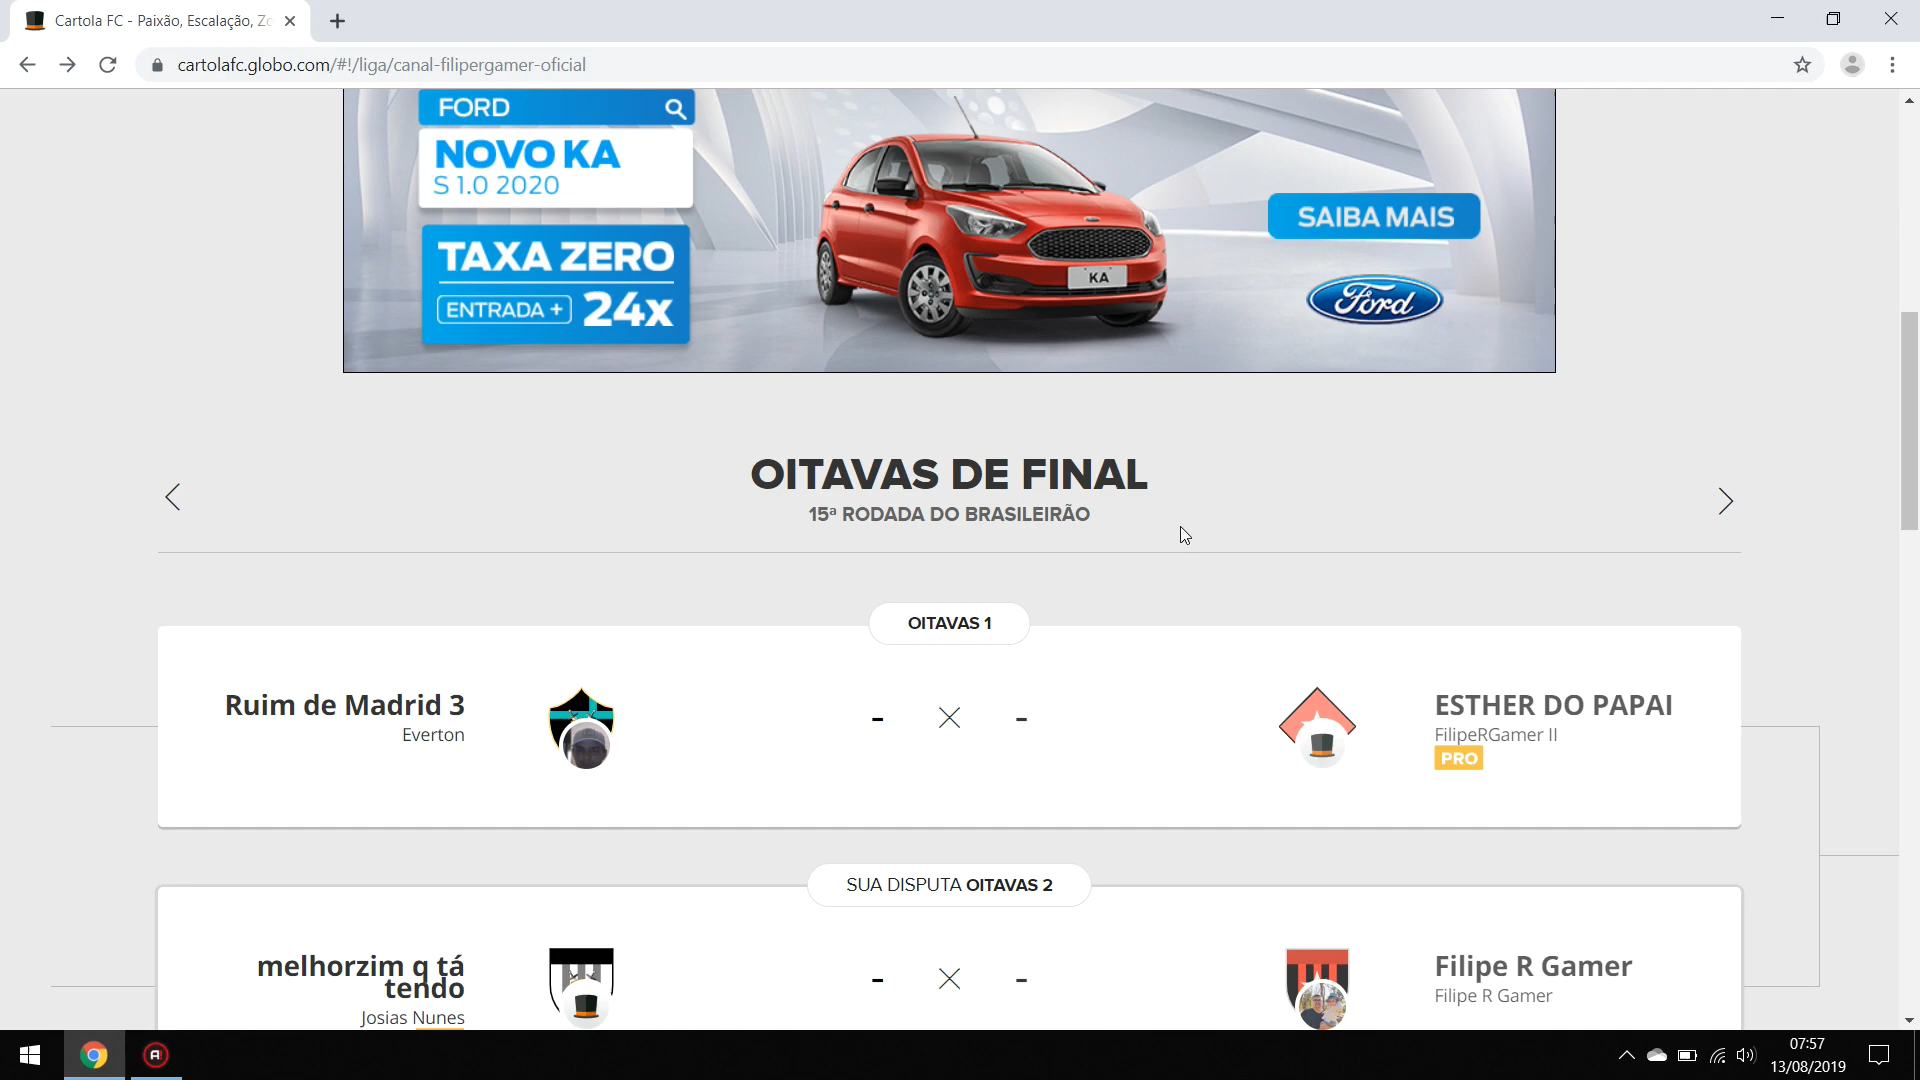 Cartola FC - Paixão, Escalação, Zo
cartolafc.globo.com/#!/liga/canal-filipergamer-oficial
FORD
NOVO KA
S 1.0 2020
TAXA ZERO
ENTRADA + 24x
KA
SAIBA MAIS
Ford
OITAVAS DE FINAL
15ª RODADA DO BRASILEIRÃO
OITAVAS 1
Ruim de Madrid 3
Everton
- × -
ESTHER DO PAPAI
FilipeRGamer II
PRO
SUA DISPUTA OITAVAS 2
melhorzim q tá
tendo
Josias Nunes
- × -
Filipe R Gamer
Filipe R Gamer
07:57
13/08/2019